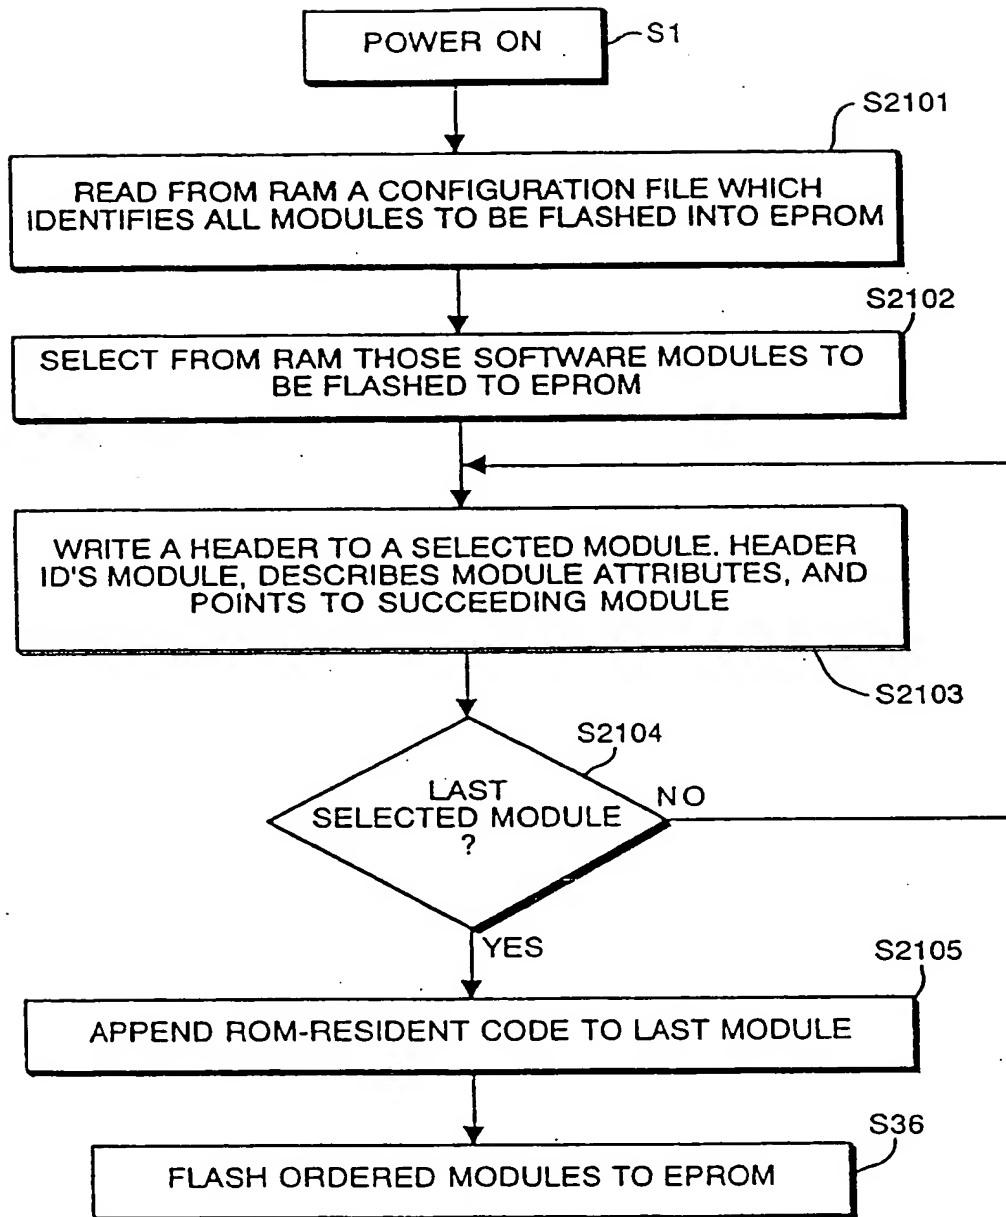 POWER ON
S1
S2101
READ FROM RAM A CONFIGURATION FILE WHICH
IDENTIFIES ALL MODULES TO BE FLASHED INTO EPROM
S2102
SELECT FROM RAM THOSE SOFTWARE MODULES TO
BE FLASHED TO EPROM
WRITE A HEADER TO A SELECTED MODULE. HEADER
ID'S MODULE, DESCRIBES MODULE ATTRIBUTES, AND
POINTS TO SUCCEEDING MODULE
S2103
S2104
LAST
SELECTED MODULE
?
NO
YES
S2105
APPEND ROM-RESIDENT CODE TO LAST MODULE
S36
FLASH ORDERED MODULES TO EPROM